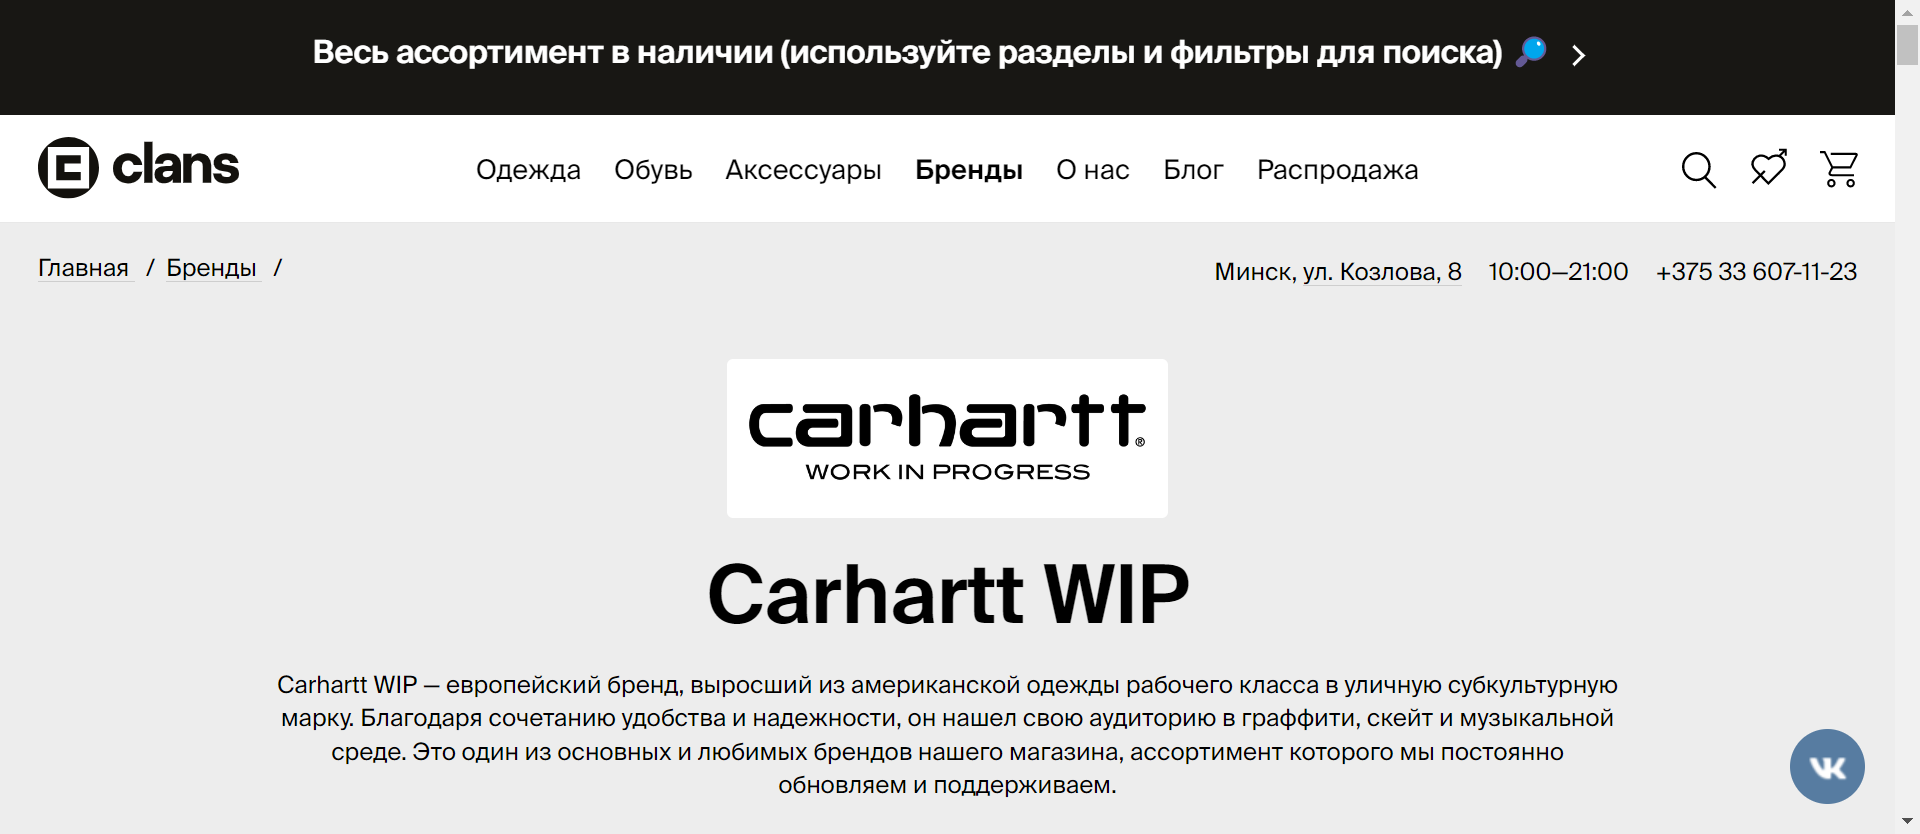 Весь ассортимент в наличии (используйте разделы и фильтры для поиска) 🔎 >
clans
Одежда Обувь Аксессуары Бренды О нас Блог Распродажа
Главная / Бренды /
Минск, ул. Козлова, 8 10:00—21:00 +375 33 607-11-23
carhartt®
WORK IN PROGRESS
Carhartt WIP
Carhartt WIP — европейский бренд, выросший из американской одежды рабочего класса в уличную субкультурную
марку. Благодаря сочетанию удобства и надежности, он нашел свою аудиторию в граффити, скейт и музыкальной
среде. Это один из основных и любимых брендов нашего магазина, ассортимент которого мы постоянно
обновляем и поддерживаем.